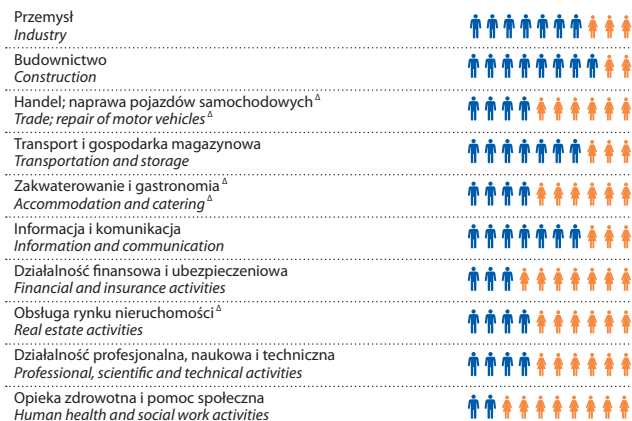 Przemysł
Industry
Budownictwo
Construction
Handel; naprawa pojazdów samochodowych Δ
Trade; repair of motor vehicles Δ
Transport i gospodarka magazynowa
Transportation and storage
Zakwaterowanie i gastronomia Δ
Accommodation and catering Δ
Informacja i komunikacja
Information and communication
Działalność finansowa i ubezpieczeniowa
Financial and insurance activities
Obsługa rynku nieruchomości Δ
Real estate activities
Działalność profesjonalna, naukowa i techniczna
Professional, scientific and technical activities
Opieka zdrowotna i pomoc społeczna
Human health and social work activities